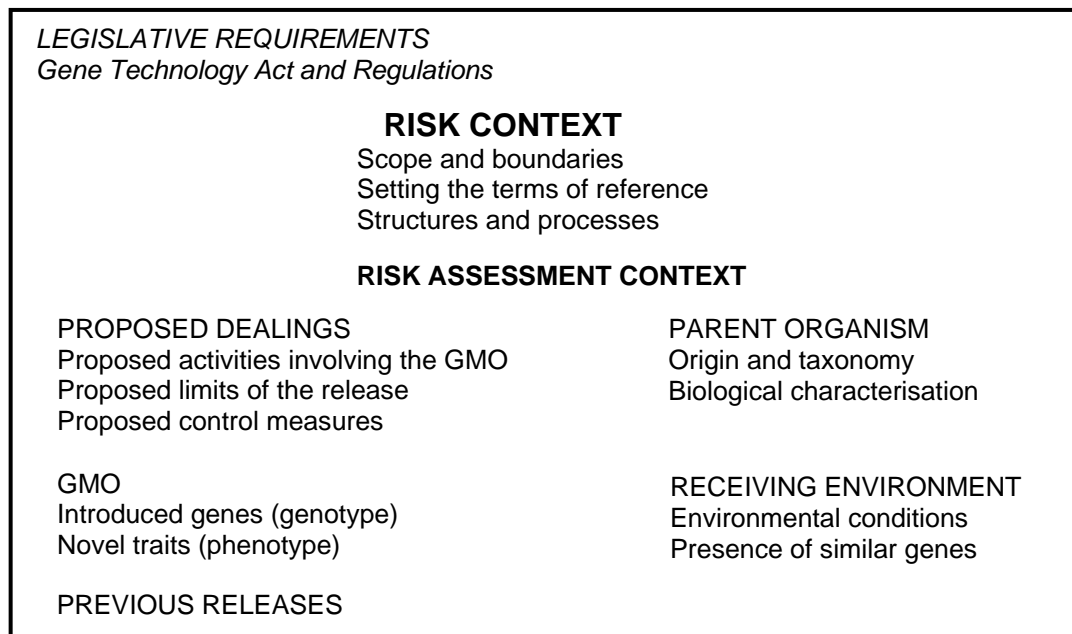 LEGISLATIVE REQUIREMENTS
Gene Technology Act and Regulations
RISK CONTEXT
Scope and boundaries
Setting the terms of reference
Structures and processes
RISK ASSESSMENT CONTEXT
PROPOSED DEALINGS
Proposed activities involving the GMO
Proposed limits of the release
Proposed control measures
PARENT ORGANISM
Origin and taxonomy
Biological characterisation
GMO
Introduced genes (genotype)
Novel traits (phenotype)
RECEIVING ENVIRONMENT
Environmental conditions
Presence of similar genes
PREVIOUS RELEASES